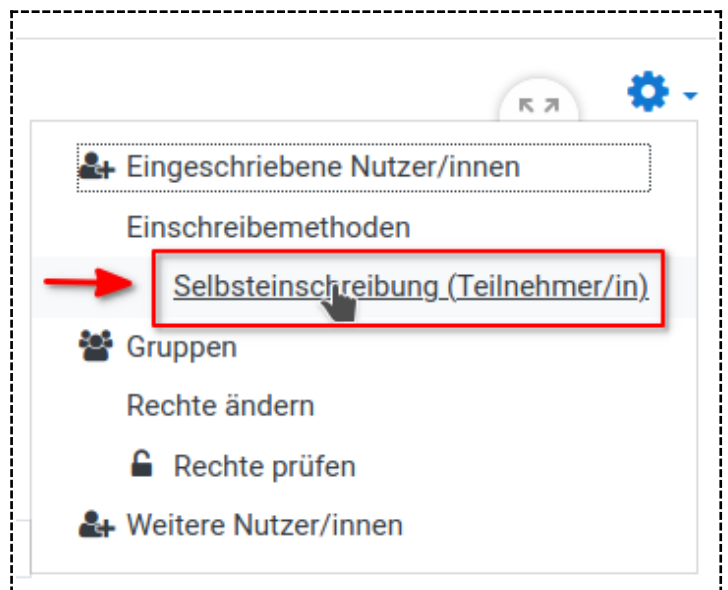 Eingeschriebene Nutzer/innen
Einschreibemethoden
Selbsteinschreibung (Teilnehmer/in)
Gruppen
Rechte ändern
Rechte prüfen
Weitere Nutzer/innen